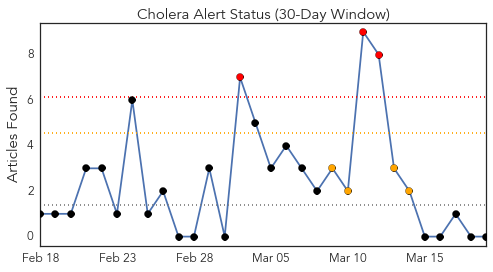 Cholera Alert Status (30-Day Window)
Articles Found
8
6
4
2
0
Feb 18 Feb 23 Feb 28 Mar 05 Mar 10 Mar 15